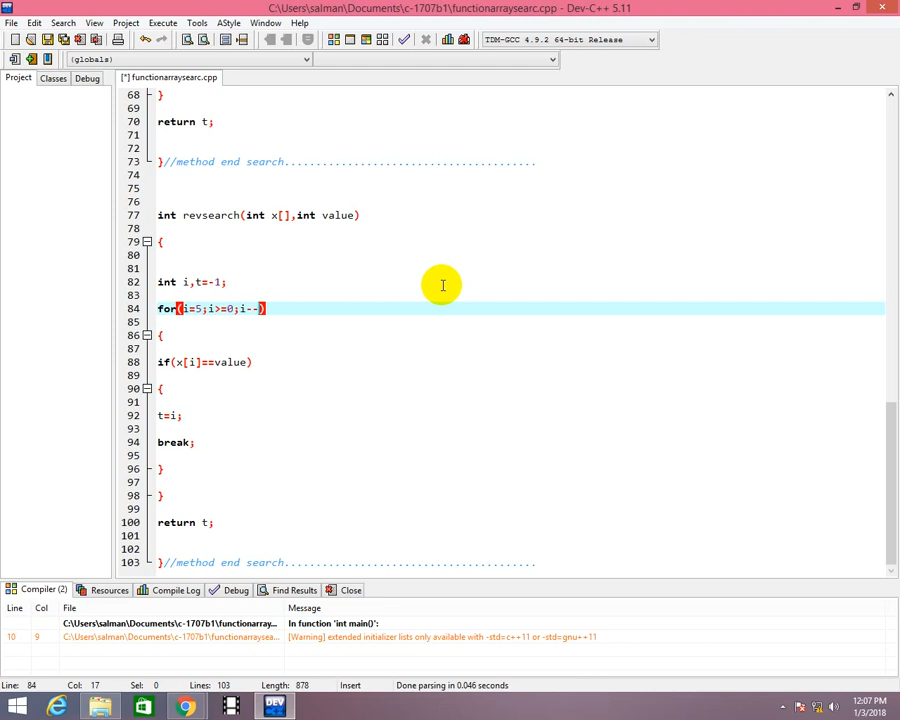 C:\Users\salman\Documents\c-1707b1\functionarraysearc.cpp - Dev-C++ 5.11
File Edit Search View Project Execute Tools AStyle Window Help
TDM-GCC 4.9.2 64-bit Release
(globals)
Project Classes Debug [*] functionarraysearc.cpp
68 }
69
70 return t;
71
72
73 }//method end search........................................
74
75
76
77 int revsearch(int x[],int value)
78
79 {
80
81
82 int i,t=-1;
83
84 for(i=5;i>=0;i--)
85
86 {
87
88 if(x[i]==value)
89
90 {
91
92 t=i;
93
94 break;
95
96 }
97
98 }
99
100 return t;
101
102
103 }//method end search........................................
Compiler (2) Resources Compile Log Debug Find Results Close
Line Col File Message
C:\Users\salman\Documents\c-1707b1\functionarray... In function 'int main()':
10 9 C:\Users\salman\Documents\c-1707b1\functionarraysea... [Warning] extended initializer lists only available with -std=c++11 or -std=gnu++11
Line: 84 Col: 17 Sel: 0 Lines: 103 Length: 878 Insert Done parsing in 0.046 seconds
DEV
12:07 PM
1/3/2018